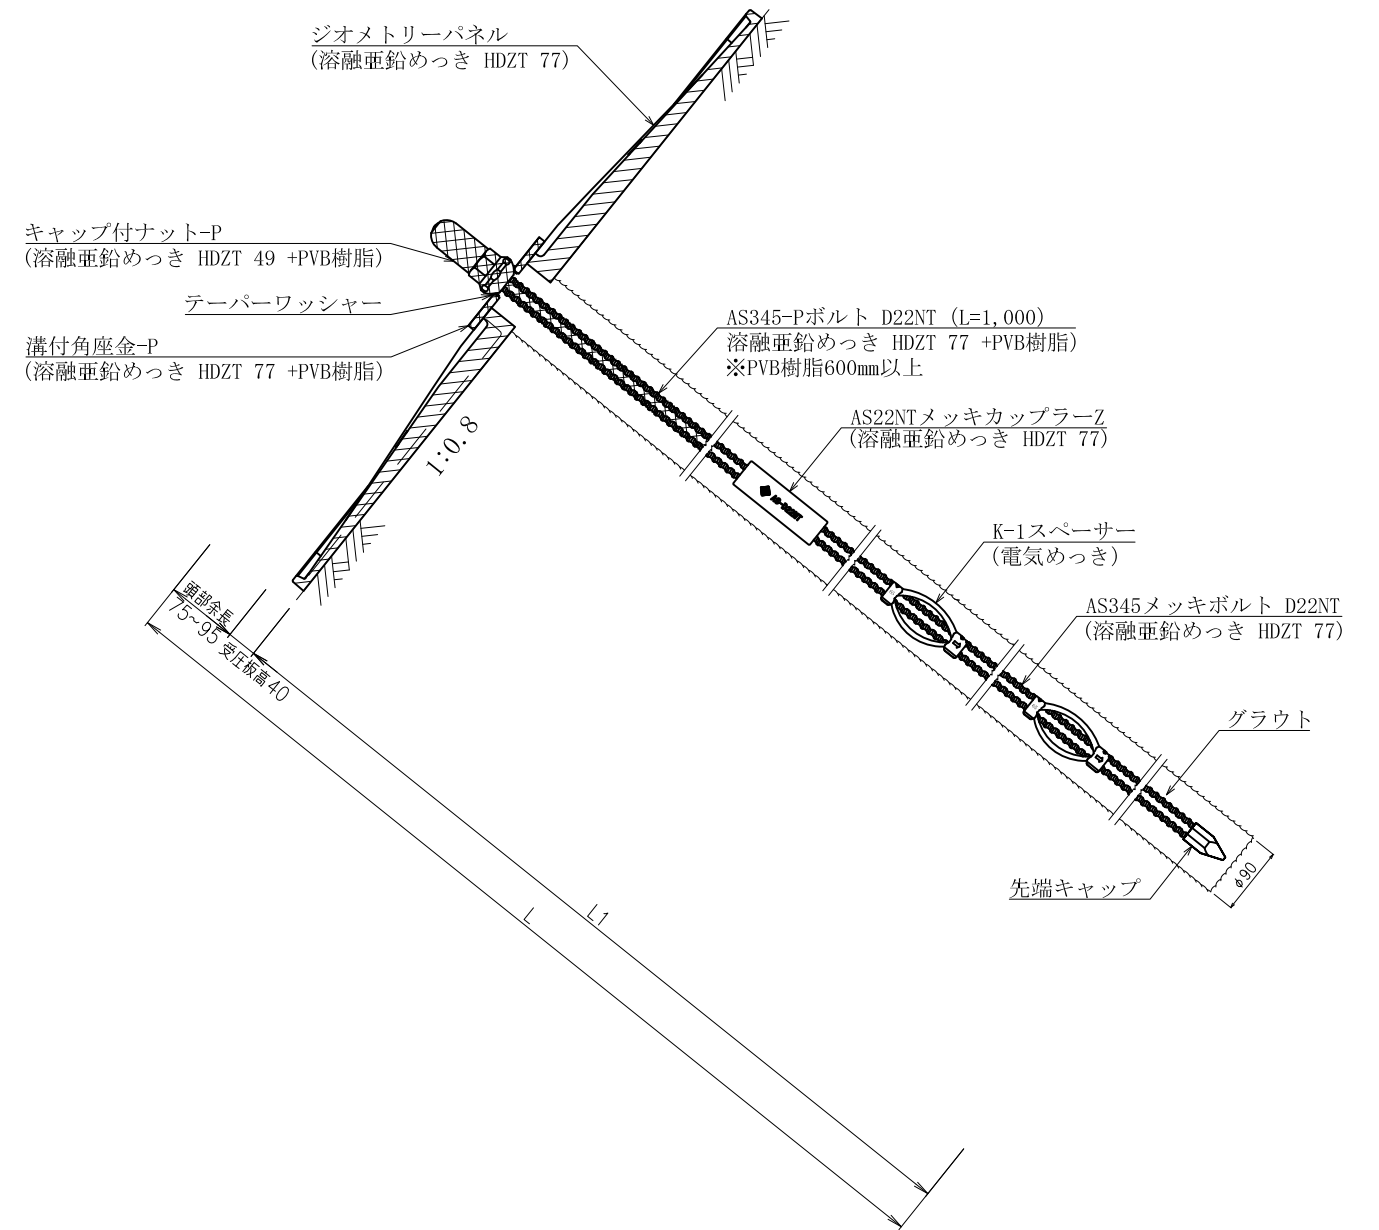 ジオメトリーパネル
(溶融亜鉛めっき HDZT 77)
キャップ付ナット-P
(溶融亜鉛めっき HDZT 49 +PVB樹脂)
テーパーワッシャー
溝付角座金-P
(溶融亜鉛めっき HDZT 77 +PVB樹脂)
1:0.8
AS345-Pボルト D22NT (L=1,000)
溶融亜鉛めっき HDZT 77 +PVB樹脂)
※PVB樹脂600mm以上
AS22NTメッキカップラーZ
(溶融亜鉛めっき HDZT 77)
K-1スペーサー
(電気めっき)
AS345メッキボルト D22NT
(溶融亜鉛めっき HDZT 77)
グラウト
先端キャップ
φ90
頭部余長
75~95
受圧板高40
L
L1